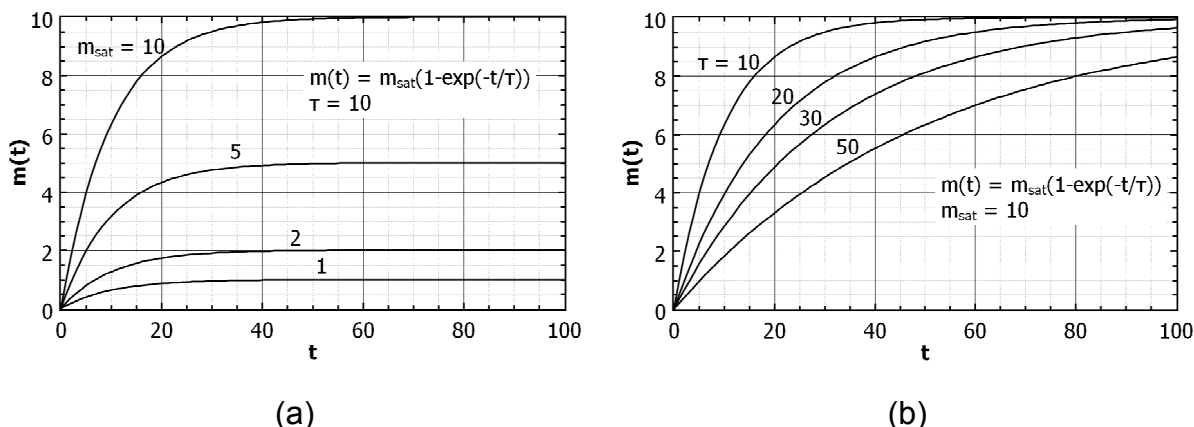 10
8
6
4
2
0
m(t)
m_sat = 10
m(t) = m_sat(1-exp(-t/τ))
τ = 10
5
2
1
0 20 40 60 80 100
t
(a)
10
8
6
4
2
0
m(t)
τ = 10
20
30
50
m(t) = m_sat(1-exp(-t/τ))
m_sat = 10
0 20 40 60 80 100
t
(b)